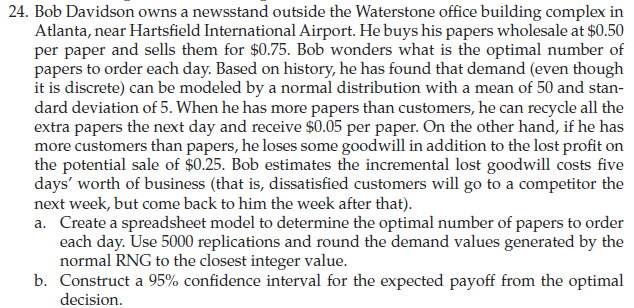 24. Bob Davidson owns a newsstand outside the Waterstone office building complex in
Atlanta, near Hartsfield International Airport. He buys his papers wholesale at $0.50
per paper and sells them for $0.75. Bob wonders what is the optimal number of
papers to order each day. Based on history, he has found that demand (even though
it is discrete) can be modeled by a normal distribution with a mean of 50 and stan-
dard deviation of 5. When he has more papers than customers, he can recycle all the
extra papers the next day and receive $0.05 per paper. On the other hand, if he has
more customers than papers, he loses some goodwill in addition to the lost profit on
the potential sale of $0.25. Bob estimates the incremental lost goodwill costs five
days' worth of business (that is, dissatisfied customers will go to a competitor the
next week, but come back to him the week after that).
a. Create a spreadsheet model to determine the optimal number of papers to order
each day. Use 5000 replications and round the demand values generated by the
normal RNG to the closest integer value.
b. Construct a 95% confidence interval for the expected payoff from the optimal
decision.